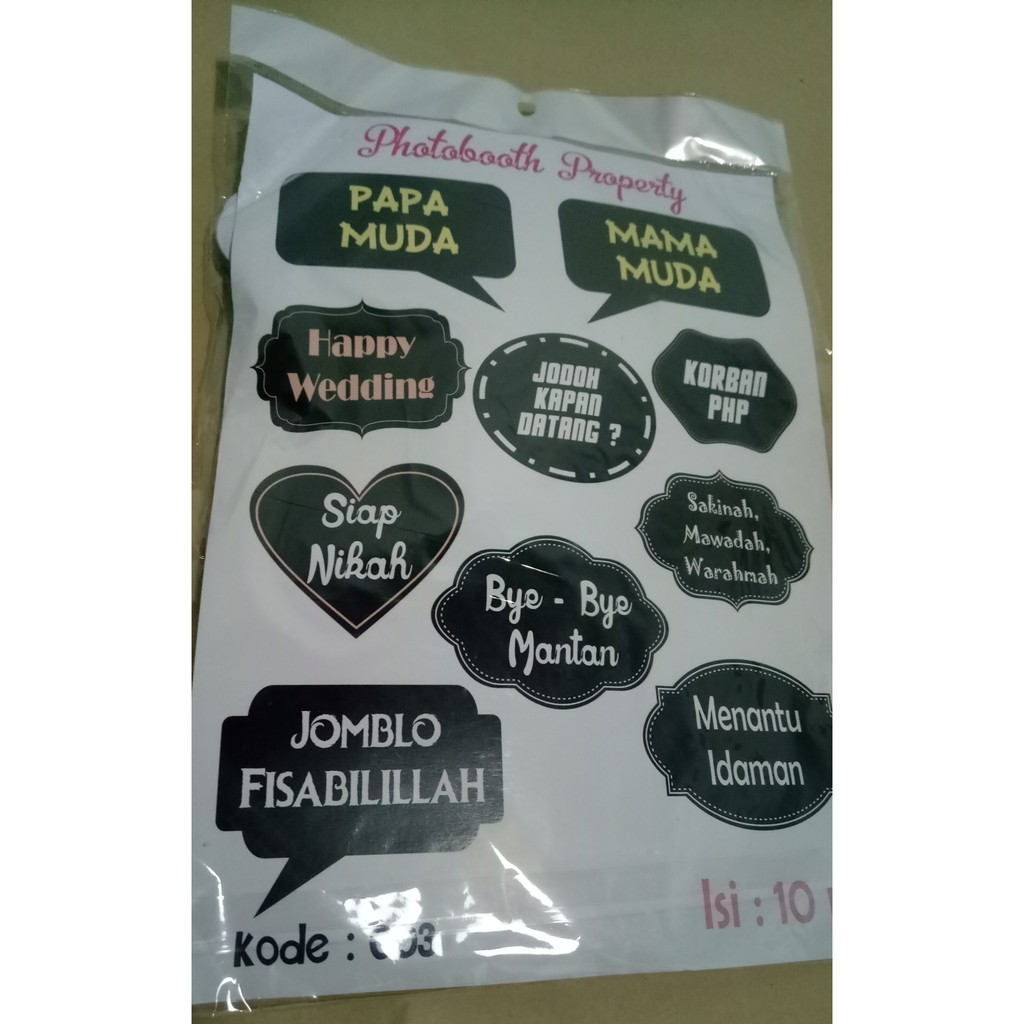 Photobooth Property
PAPA
MUDA
MAMA
MUDA
Happy
Wedding
JODOH
KAPAN
DATANG ?
KORBAN
PHP
Siap
Nikah
Sakinah,
Mawadah,
Warahmah
Bye - Bye
Mantan
JOMBLO
FISABILILLAH
Menantu
Idaman
Isi : 10
Kode :